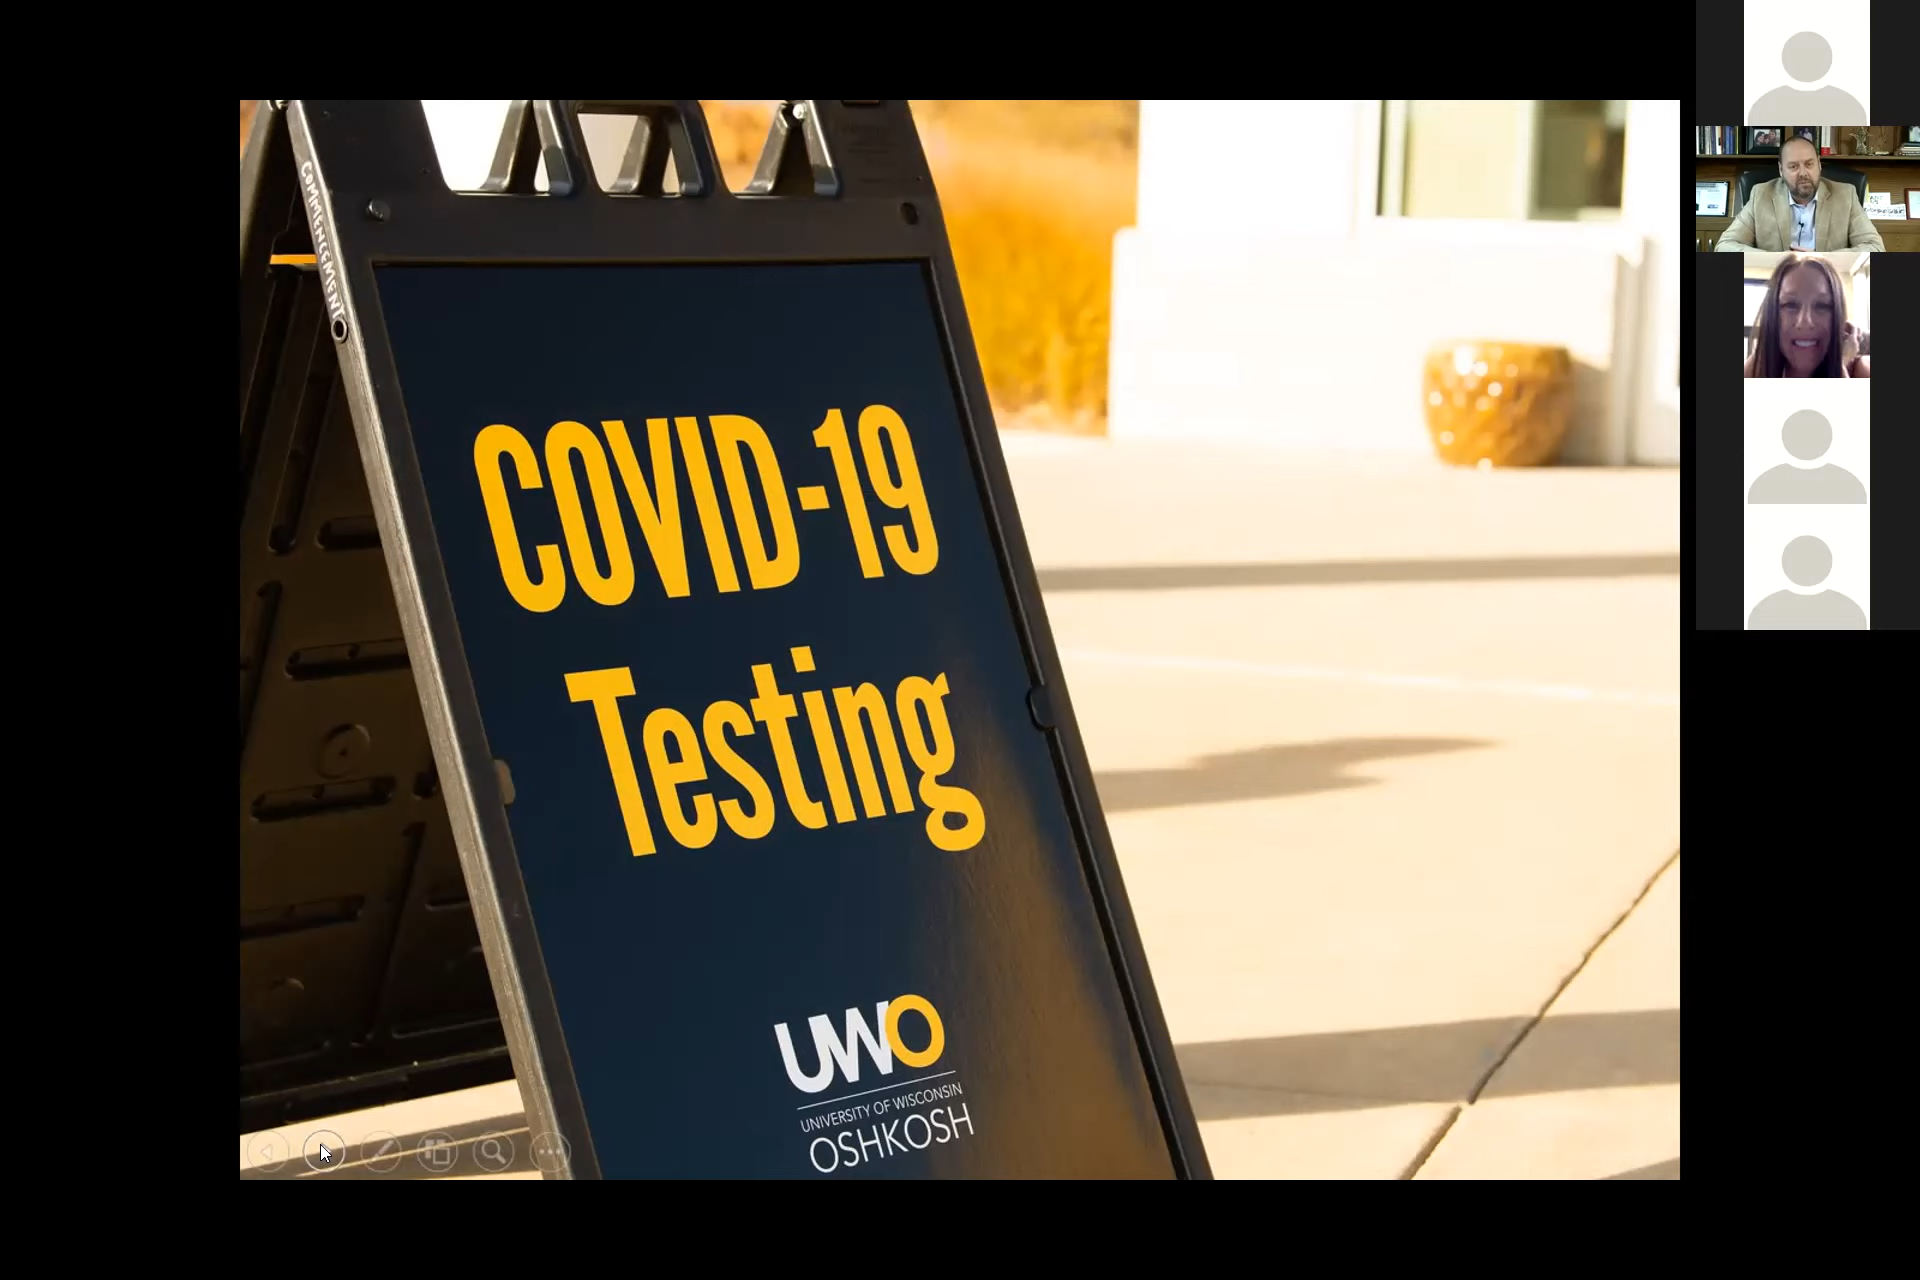 COMMENCEMENT
COVID-19
Testing
UWO
UNIVERSITY OF WISCONSIN
OSHKOSH